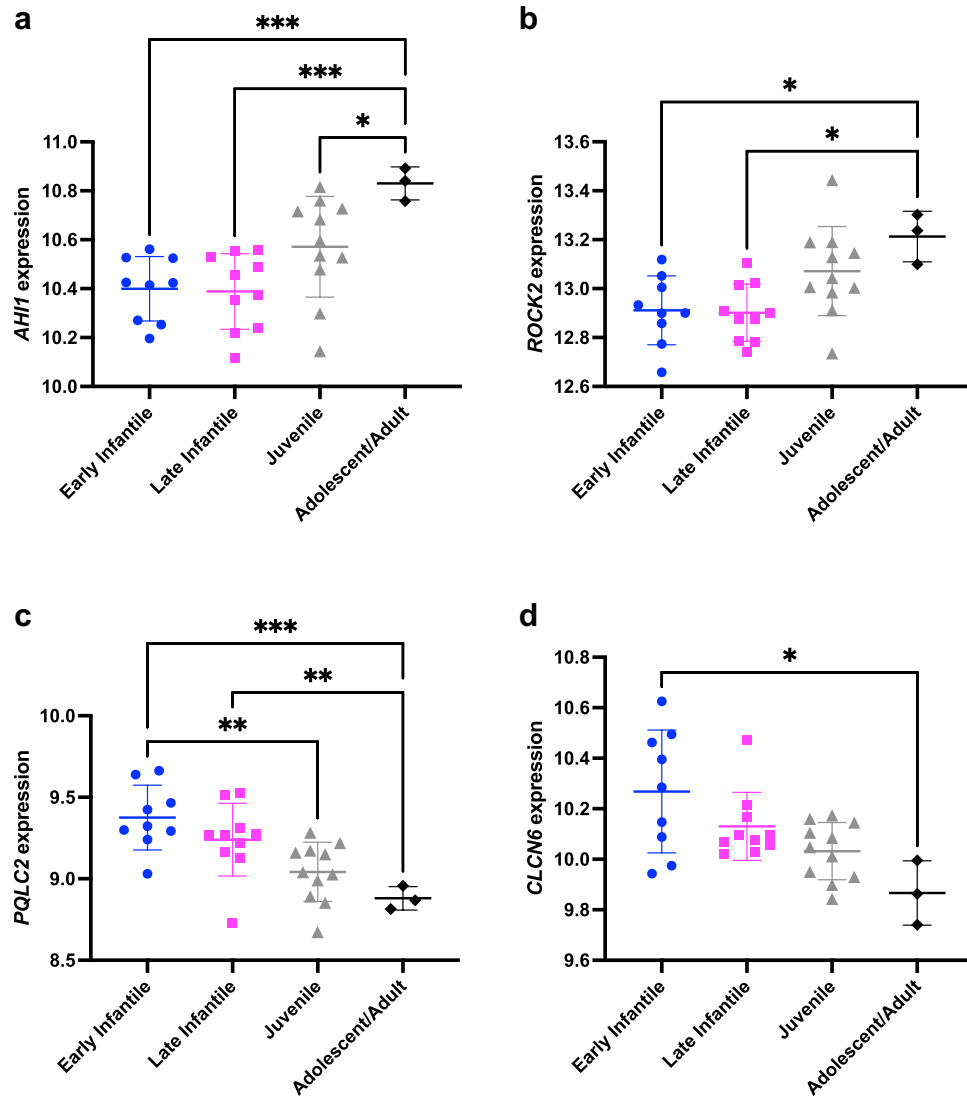 a
***
***
*
AHI1 expression
11.0
10.8
10.6
10.4
10.2
10.0
Early Infantile
Late Infantile
Juvenile
Adolescent/Adult
b
*
*
ROCK2 expression
13.6
13.4
13.2
13.0
12.8
12.6
Early Infantile
Late Infantile
Juvenile
Adolescent/Adult
c
***
**
**
PQLC2 expression
10.0
9.5
9.0
8.5
Early Infantile
Late Infantile
Juvenile
Adolescent/Adult
d
*
CLCN6 expression
10.8
10.6
10.4
10.2
10.0
9.8
9.6
Early Infantile
Late Infantile
Juvenile
Adolescent/Adult